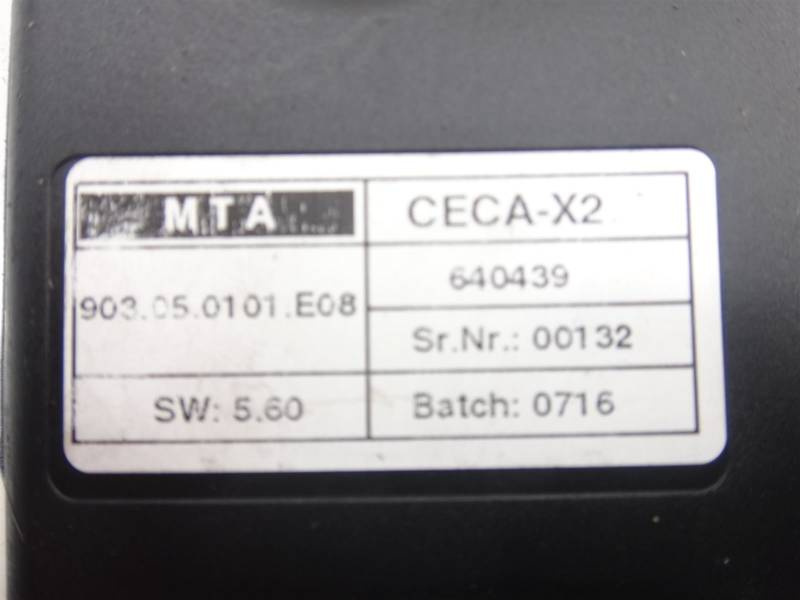 MTA
CECA-X2
903.05.0101.E08
640439
Sr.Nr.: 00132
SW: 5.60
Batch: 0716